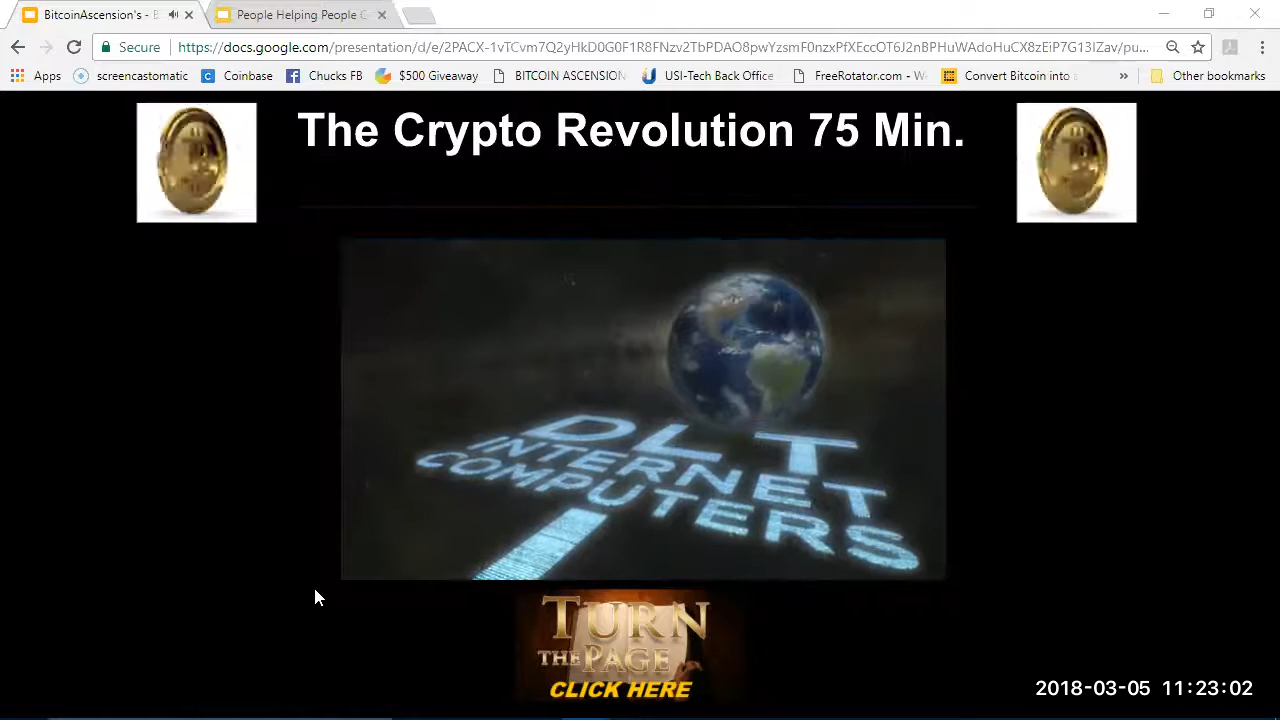 BitcoinAscension's - B
People Helping People C
Secure
https://docs.google.com/presentation/d/e/2PACX-1vTCvm7Q2yHkD0G0F1R8FNzv2TbPDAO8pwYzsmT0nzxPfXEccOT6J2nBPHuWAdoHuCX8zEiP7G13IZav/pu...
Apps
screencastomatic
Coinbase
Chucks FB
$500 Giveaway
BITCOIN ASCENSION
USI-Tech Back Office
FreeRotator.com - W
Convert Bitcoin into a
»
Other bookmarks
The Crypto Revolution 75 Min.
DLT
INTERNET
COMPUTERS
TURN
THE PAGE
CLICK HERE
2018-03-05 11:23:02